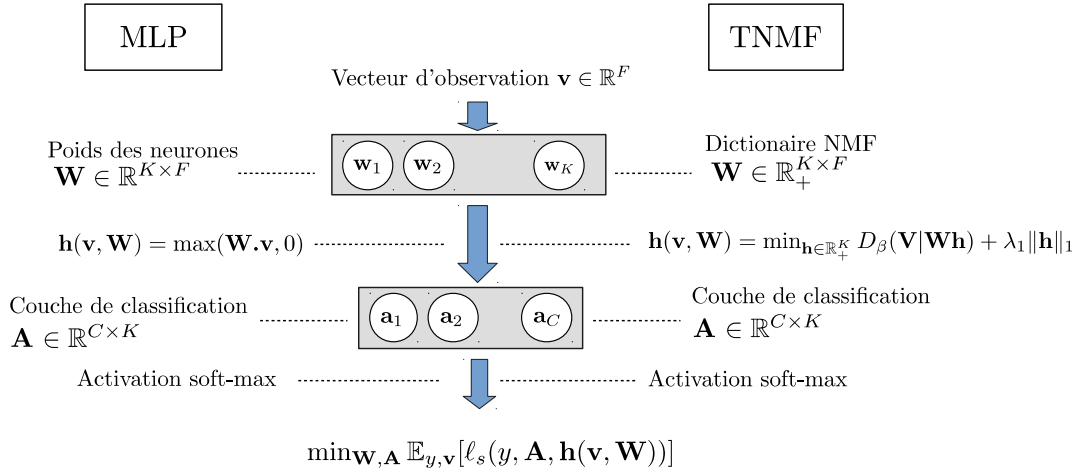 MLP
TNMF
Vecteur d'observation v ∈ ℝ^F
Poids des neurones
W ∈ ℝ^{K×F}
w_1 w_2 w_K
Dictionaire NMF
W ∈ ℝ_+^{K×F}
h(v, W) = max(W.v, 0)
h(v, W) = min_{h∈ℝ_+^K} D_β(V|Wh) + λ_1‖h‖_1
Couche de classification
A ∈ ℝ^{C×K}
a_1 a_2 a_C
Couche de classification
A ∈ ℝ^{C×K}
Activation soft-max
Activation soft-max
min_{W,A} 𝔼_{y,v}[ℓ_s(y, A, h(v, W))]